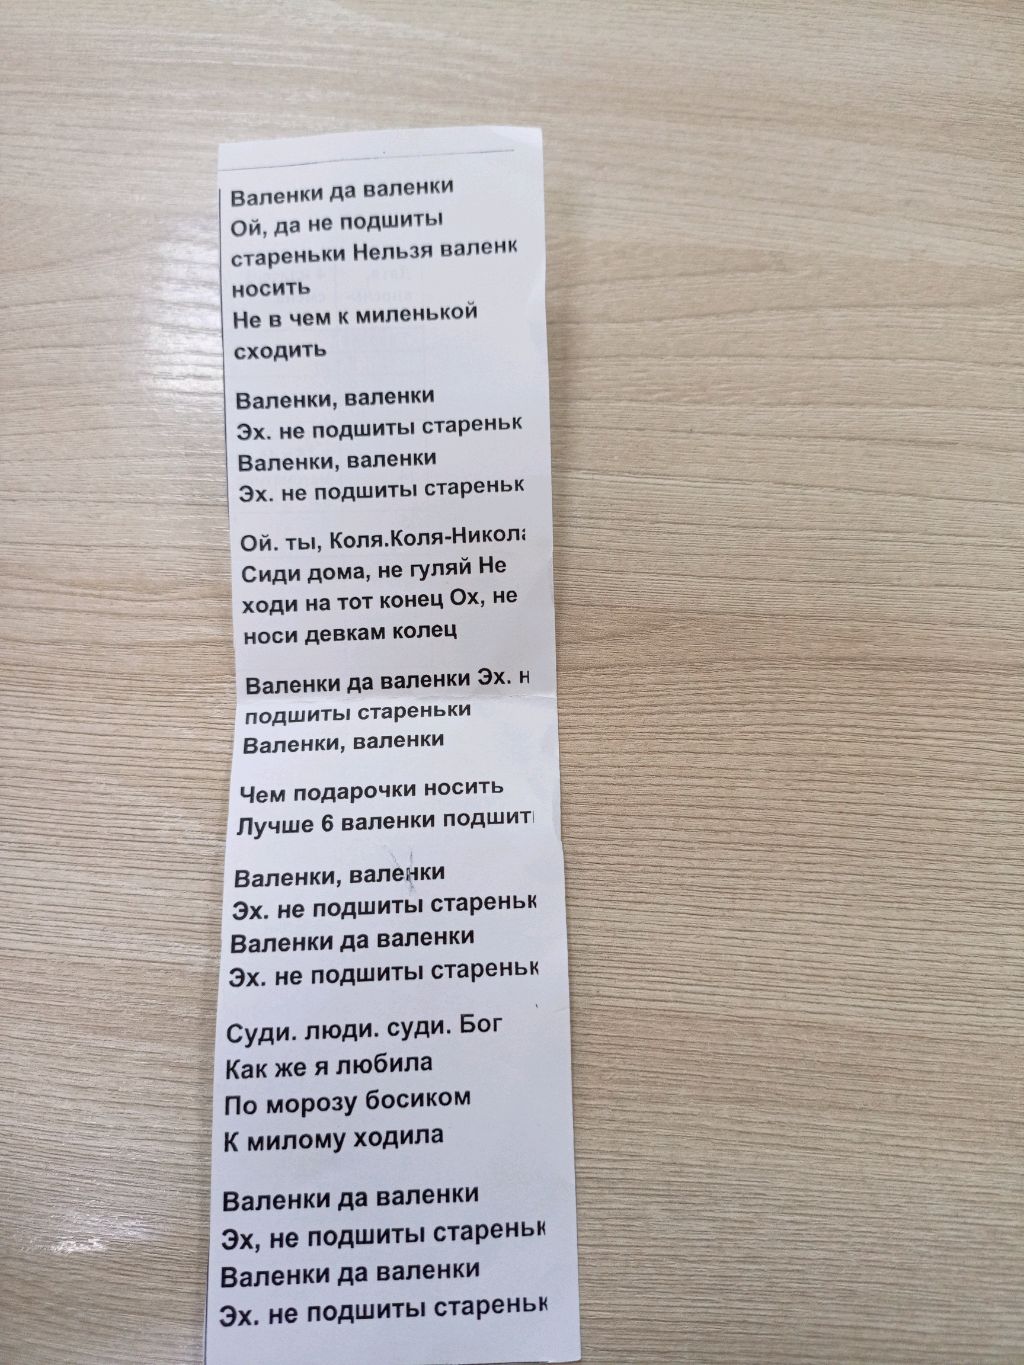 Валенки да валенки
Ой, да не подшиты
стареньки Нельзя валенк
носить
Не в чем к миленькой
сходить
Валенки, валенки
Эх. не подшиты стареньк
Валенки, валенки
Эх. не подшиты стареньк
Ой. ты, Коля.Коля-Никола
Сиди дома, не гуляй Не
ходи на тот конец Ох, не
носи девкам колец
Валенки да валенки Эх. н
подшиты стареньки
Валенки, валенки
Чем подарочки носить
Лучше 6 валенки подшит
Валенки, валенки
Эх. не подшиты стареньк
Валенки да валенки
Эх. не подшиты стареньк
Суди. люди. суди. Бог
Как же я любила
По морозу босиком
К милому ходила
Валенки да валенки
Эх, не подшиты стареньк
Валенки да валенки
Эх. не подшиты стареньк